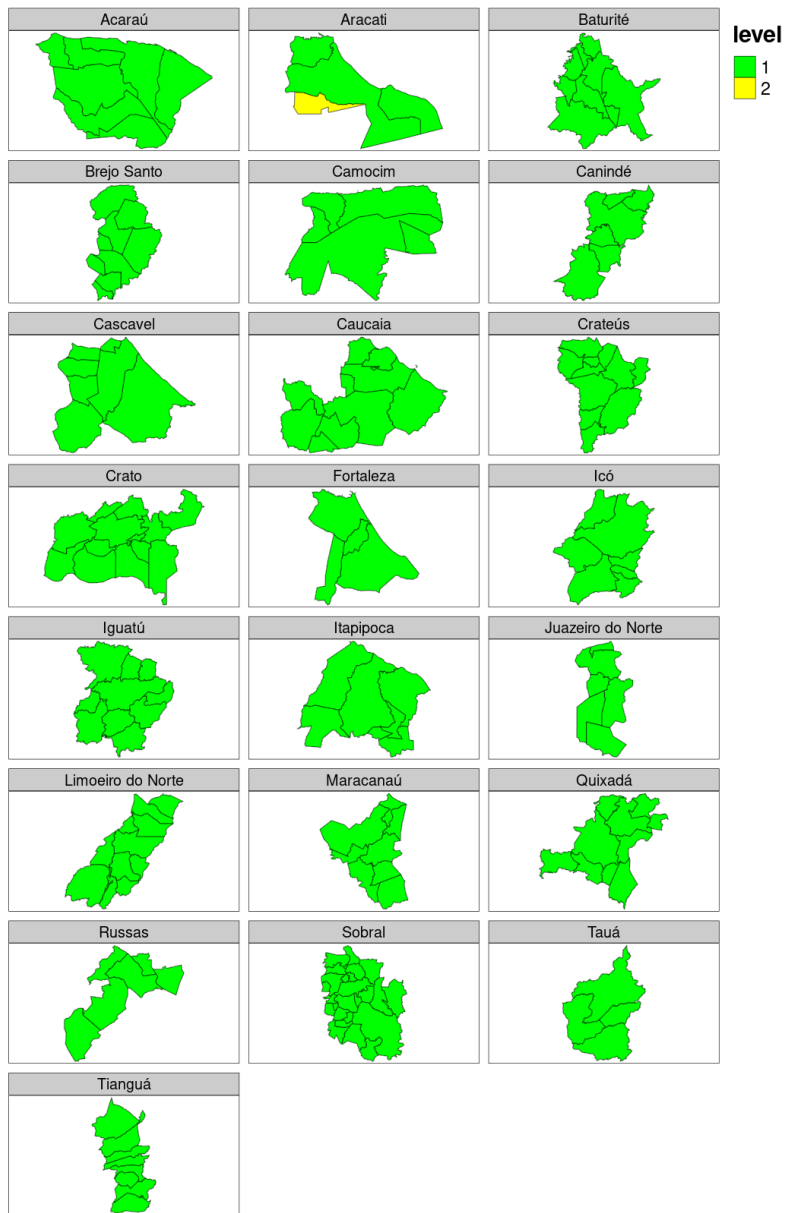 Acaraú
Aracati
Baturité
level
1
2
Brejo Santo
Camocim
Canindé
Cascavel
Caucaia
Crateús
Crato
Fortaleza
Icó
Iguatú
Itapipoca
Juazeiro do Norte
Limoeiro do Norte
Maracanaú
Quixadá
Russas
Sobral
Tauá
Tianguá